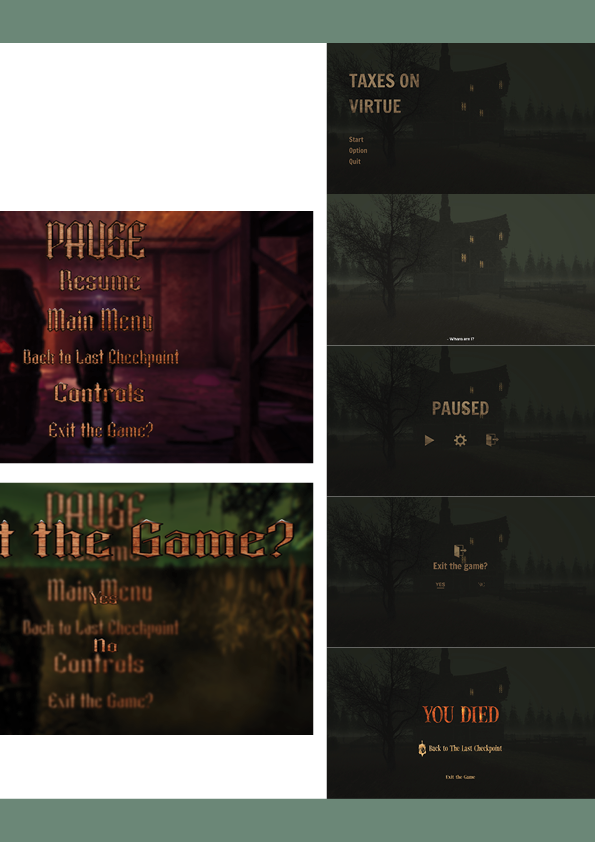 PAUSE
Resume
Main Menu
Back to Last Checkpoint
Controls
Exit the Game?
PAUSE
t the Game?
Main Menu
Yes
Back to Last Checkpoint
No
Controls
Exit the Game?
TAXES ON
VIRTUE
Start
Option
Quit
- Where am I?
PAUSED
Exit the game?
YES
YOU DIED
Back to The Last Checkpoint
Exit the Game